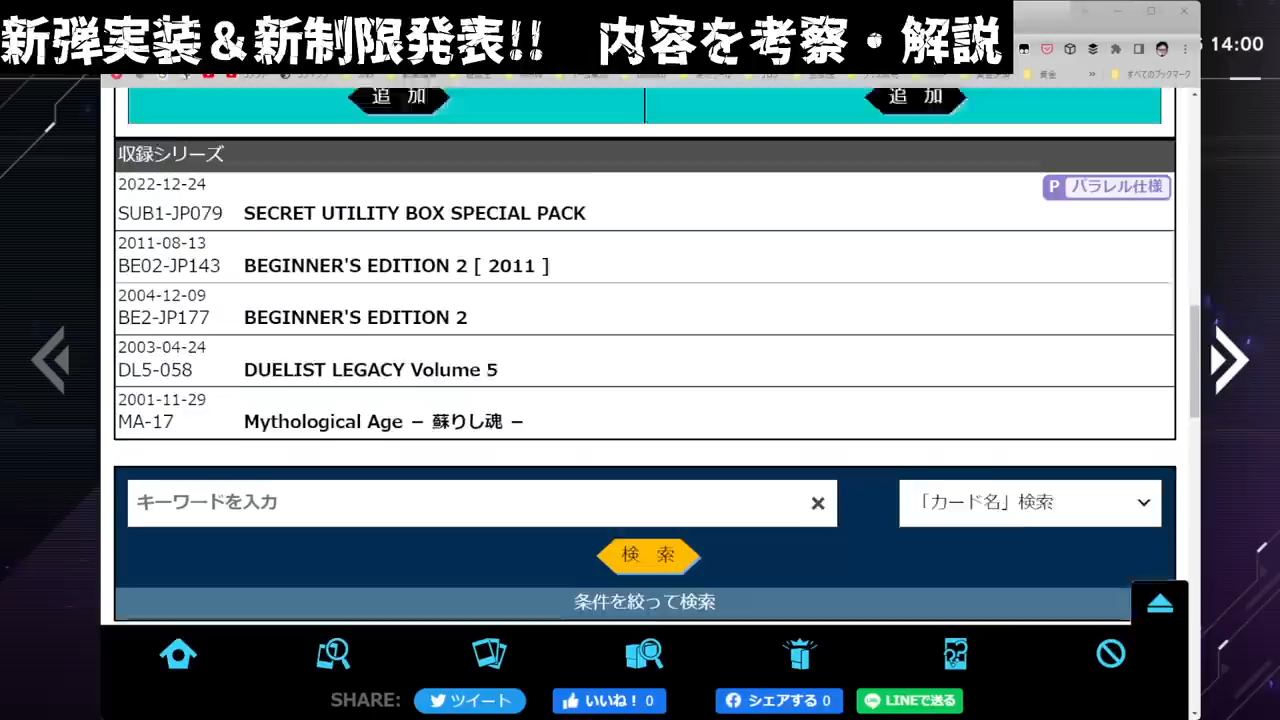 新弾実装＆新制限発表!!　内容を考察・解説
14:00
黄金
»
すべてのブックマーク
追 加
追 加
収録シリーズ
2022-12-24
P パラレル仕様
SUB1-JP079 SECRET UTILITY BOX SPECIAL PACK
2011-08-13
BE02-JP143 BEGINNER'S EDITION 2 [ 2011 ]
2004-12-09
BE2-JP177 BEGINNER'S EDITION 2
2003-04-24
DL5-058 DUELIST LEGACY Volume 5
2001-11-29
MA-17 Mythological Age − 蘇りし魂 −
キーワードを入力
「カード名」検索
検 索
条件を絞って検索
SHARE: ツイート いいね！ 0 シェアする 0 LINEで送る